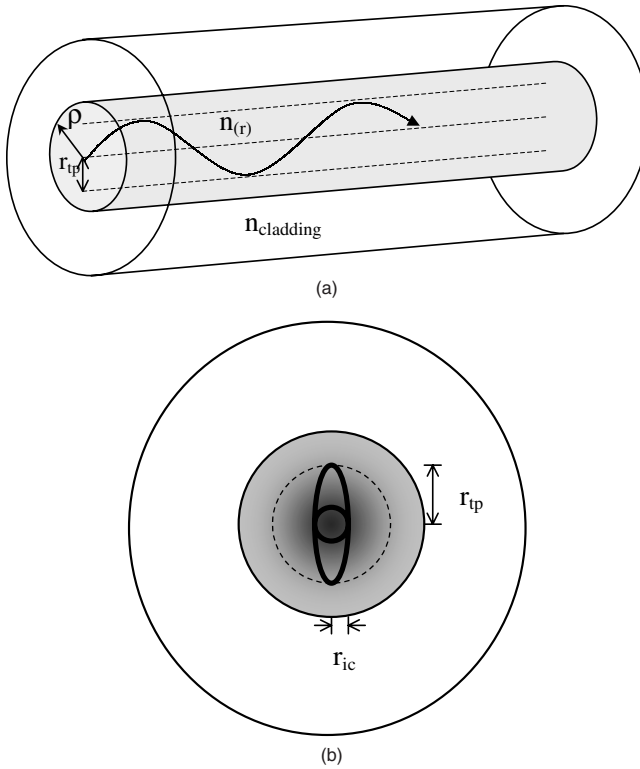 ρ
n(r)
rtp
ncladding
(a)
rtp
ric
(b)